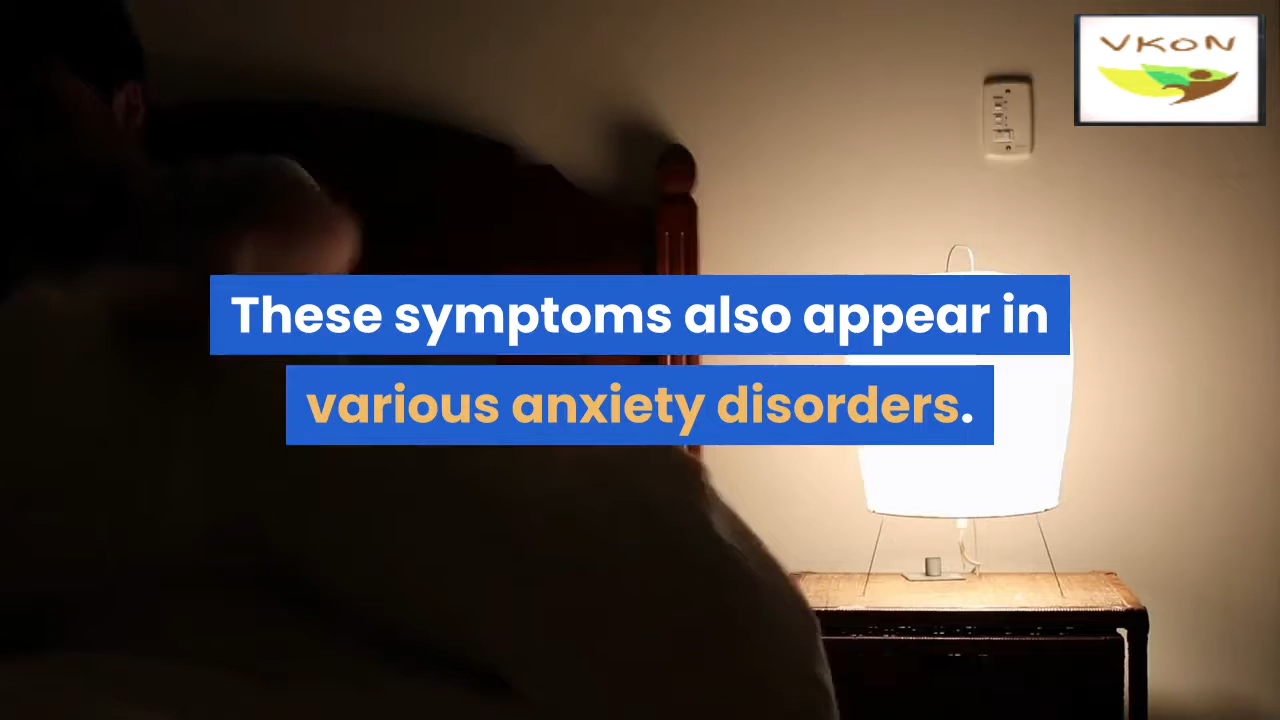 VKON
These symptoms also appear in
various anxiety disorders.